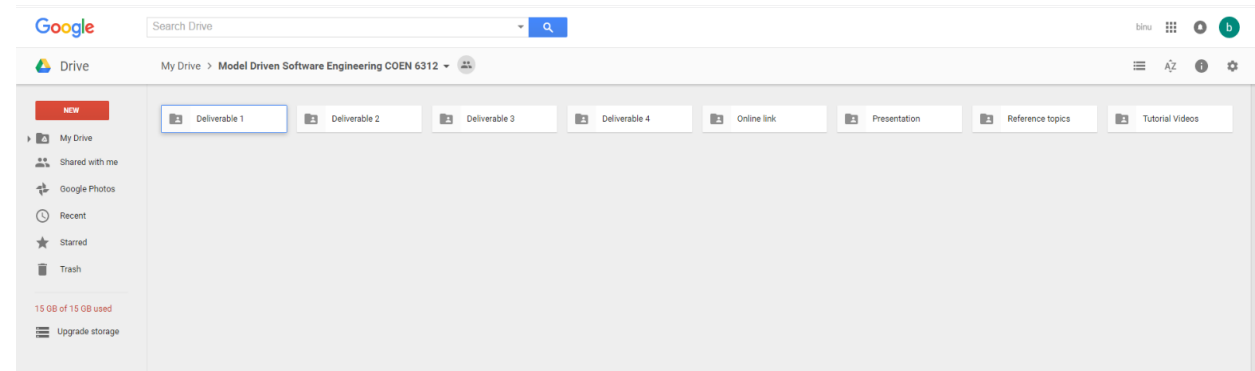 Google
Search Drive
binu
b
Drive
My Drive > Model Driven Software Engineering COEN 6312
AZ
NEW
My Drive
Shared with me
Google Photos
Recent
Starred
Trash
15 GB of 15 GB used
Upgrade storage
Deliverable 1
Deliverable 2
Deliverable 3
Deliverable 4
Online link
Presentation
Reference topics
Tutorial Videos